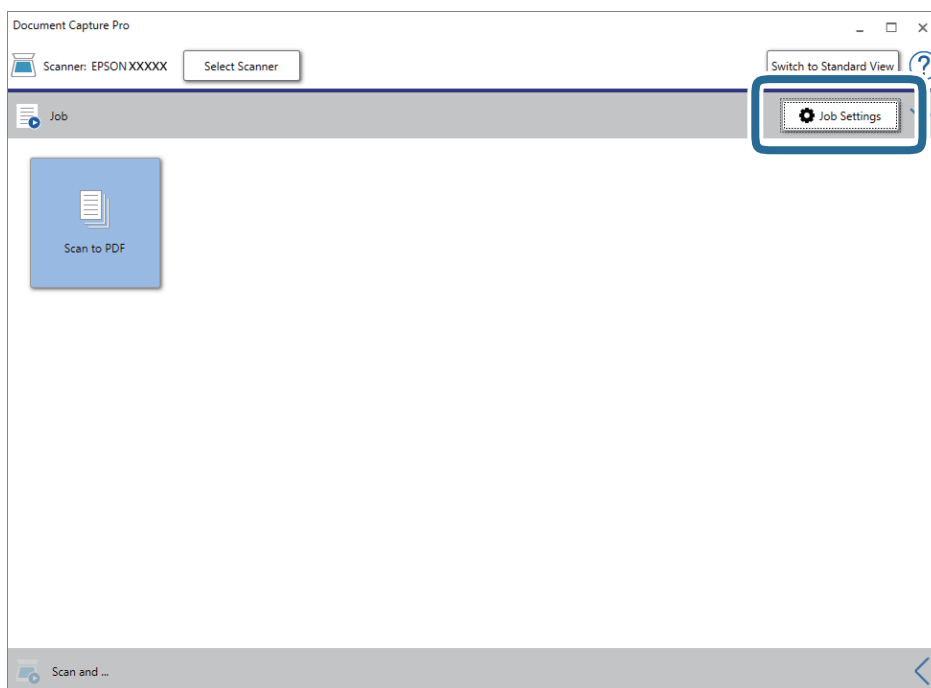 Document Capture Pro
Scanner: EPSON XXXXX
Select Scanner
Switch to Standard View
?
Job
Job Settings
Scan to PDF
Scan and ...